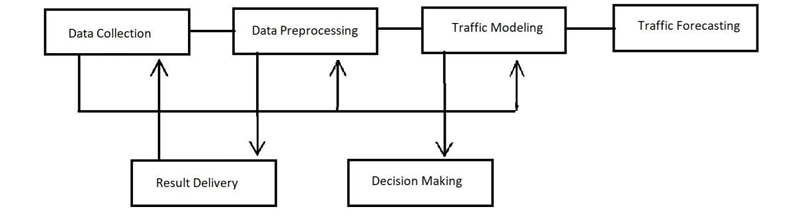 Data Collection
Data Preprocessing
Traffic Modeling
Traffic Forecasting
Result Delivery
Decision Making